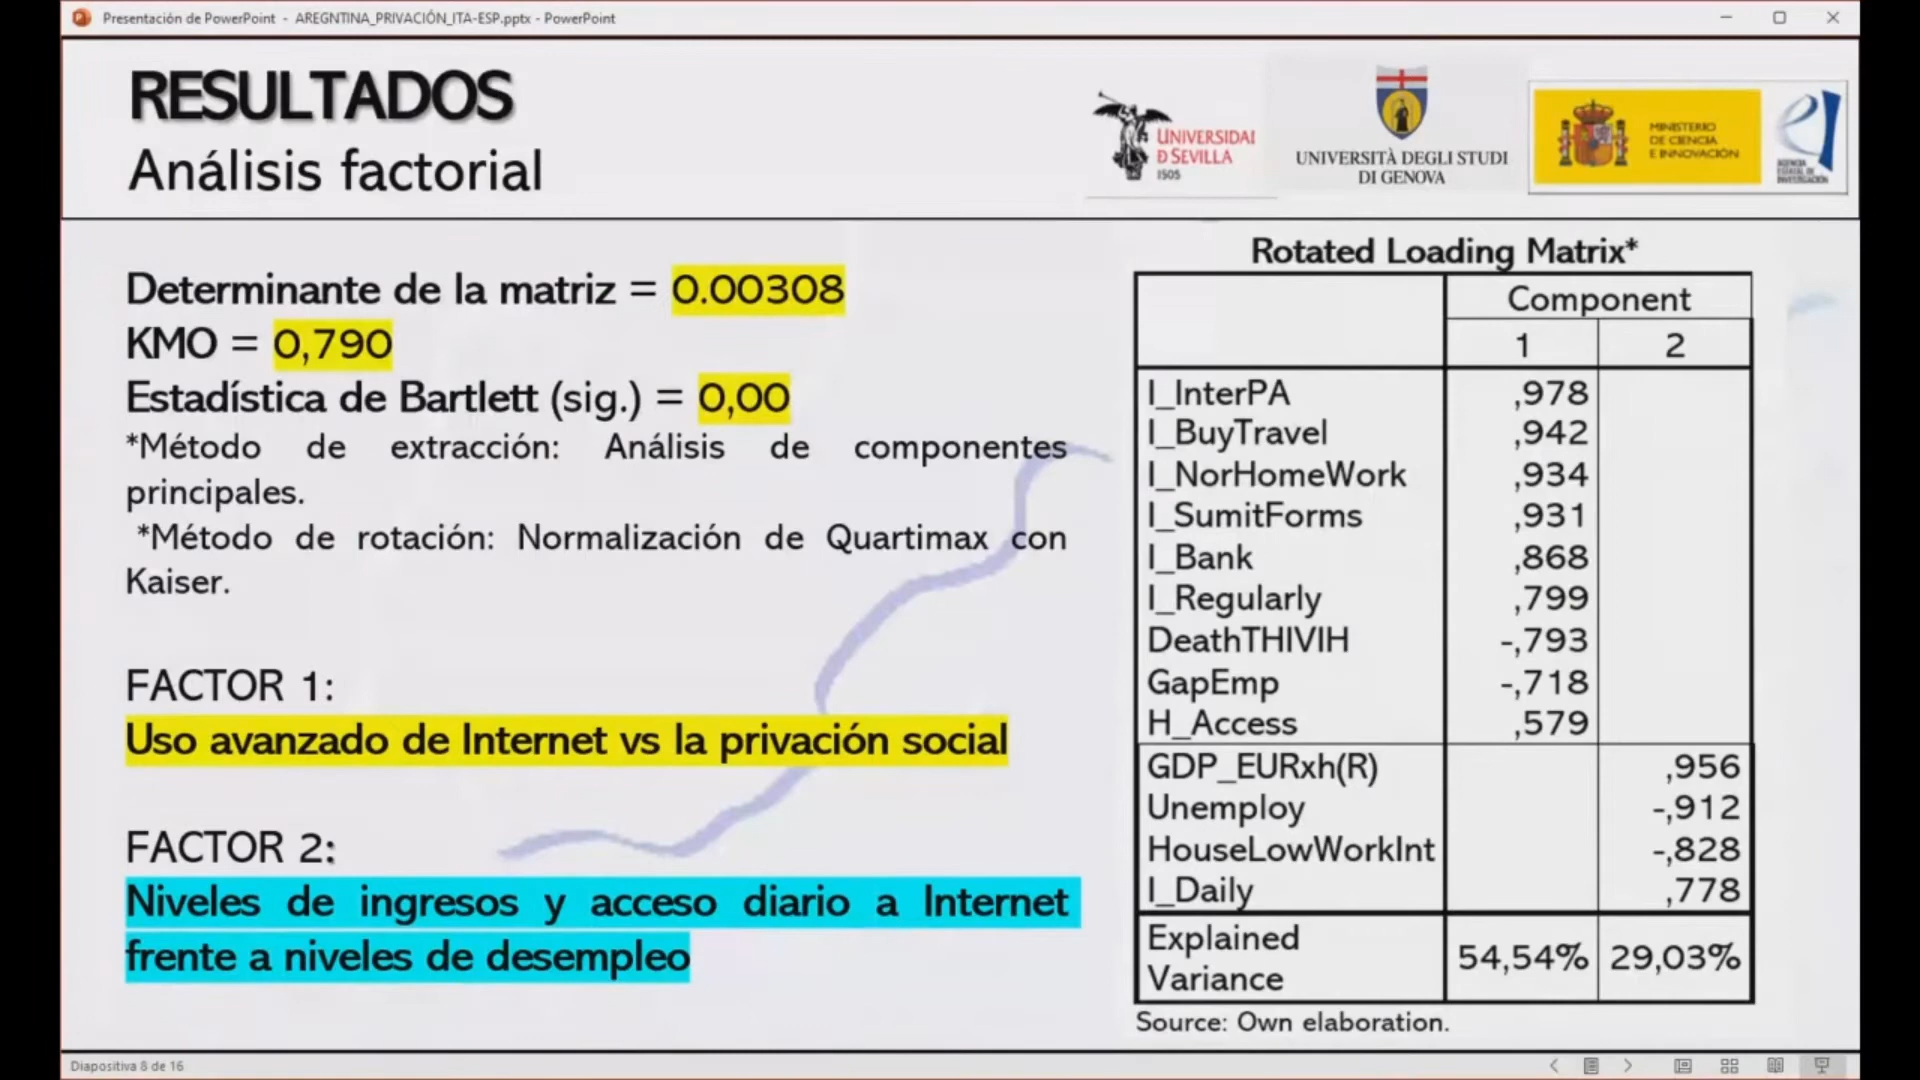 Presentación de PowerPoint - AREGNTINA_PRIVACIÓN_ITA-ESP.pptx - PowerPoint
RESULTADOS
Análisis factorial
UNIVERSIDAD
D SEVILLA
1505
UNIVERSITÀ DEGLI STUDI
DI GENOVA
MINISTERIO
DE CIENCIA
E INNOVACIÓN
AGENCIA
ESTATAL DE
INVESTIGACIÓN
Determinante de la matriz = 0.00308
KMO = 0,790
Estadística de Bartlett (sig.) = 0,00
*Método de extracción: Análisis de componentes
principales.
*Método de rotación: Normalización de Quartimax con
Kaiser.
FACTOR 1:
Uso avanzado de Internet vs la privación social
FACTOR 2:
Niveles de ingresos y acceso diario a Internet
frente a niveles de desempleo
Rotated Loading Matrix*
Component
1 2
I_InterPA ,978
I_BuyTravel ,942
I_NorHomeWork ,934
I_SumitForms ,931
I_Bank ,868
I_Regularly ,799
DeathTHIVIH -,793
GapEmp -,718
H_Access ,579
GDP_EURxh(R) ,956
Unemploy -,912
HouseLowWorkInt -,828
I_Daily ,778
Explained
Variance 54,54% 29,03%
Source: Own elaboration.
Diapositiva 8 de 16